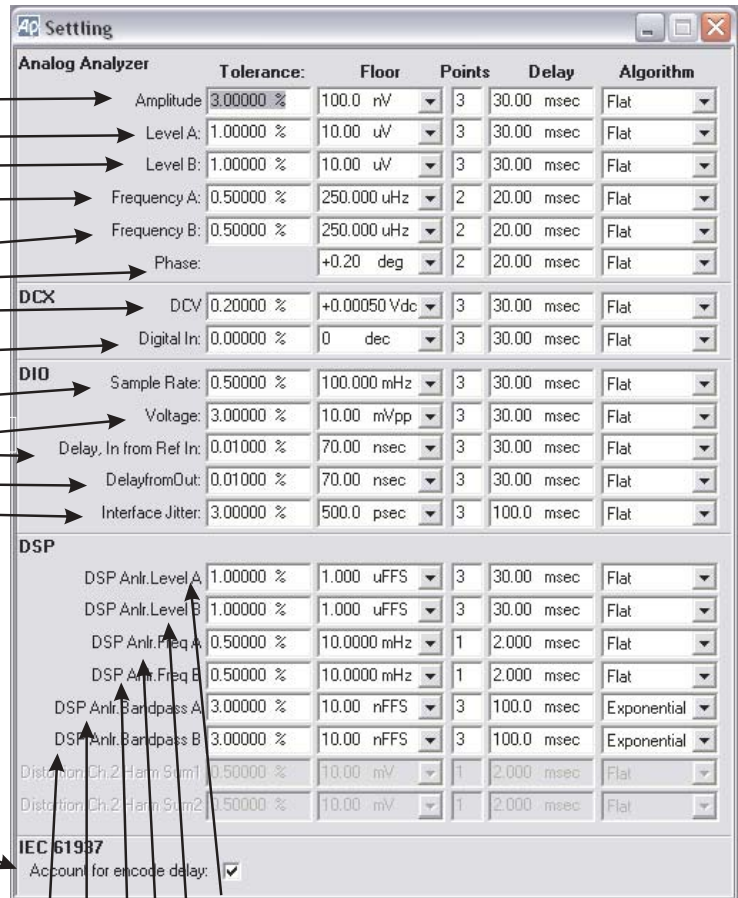 Ap Settling
Analog Analyzer Tolerance: Floor Points Delay Algorithm
Amplitude 3.00000 % 100.0 nV 3 30.00 msec Flat
Level A: 1.00000 % 10.00 uV 3 30.00 msec Flat
Level B: 1.00000 % 10.00 uV 3 30.00 msec Flat
Frequency A: 0.50000 % 250.000 uHz 2 20.00 msec Flat
Frequency B: 0.50000 % 250.000 uHz 2 20.00 msec Flat
Phase: +0.20 deg 2 20.00 msec Flat
DCX
DCV 0.20000 % +0.00050 Vdc 3 30.00 msec Flat
Digital In: 0.00000 % 0 dec 3 30.00 msec Flat
DIO
Sample Rate: 0.50000 % 100.000 mHz 3 30.00 msec Flat
Voltage: 3.00000 % 10.00 mVpp 3 30.00 msec Flat
Delay, In from Ref In: 0.01000 % 70.00 nsec 3 30.00 msec Flat
DelayfromOut: 0.01000 % 70.00 nsec 3 30.00 msec Flat
Interface Jitter: 3.00000 % 500.0 psec 3 100.0 msec Flat
DSP
DSP Anlr.Level A 1.00000 % 1.000 uFFS 3 30.00 msec Flat
DSP Anlr.Level B 1.00000 % 1.000 uFFS 3 30.00 msec Flat
DSP Anlr.Freq A 0.50000 % 10.0000 mHz 1 2.000 msec Flat
DSP Anlr.Freq B 0.50000 % 10.0000 mHz 1 2.000 msec Flat
DSP Anlr.Bandpass A 3.00000 % 10.00 nFFS 3 100.0 msec Exponential
DSP Anlr.Bandpass B 3.00000 % 10.00 nFFS 3 100.0 msec Exponential
Distortion Ch.2 Harm Sum1 0.50000 % 10.00 mV 1 2.000 msec Flat
Distortion Ch.2 Harm Sum2 0.50000 % 10.00 mV 1 2.000 msec Flat
IEC 61937
Account for encode delay: